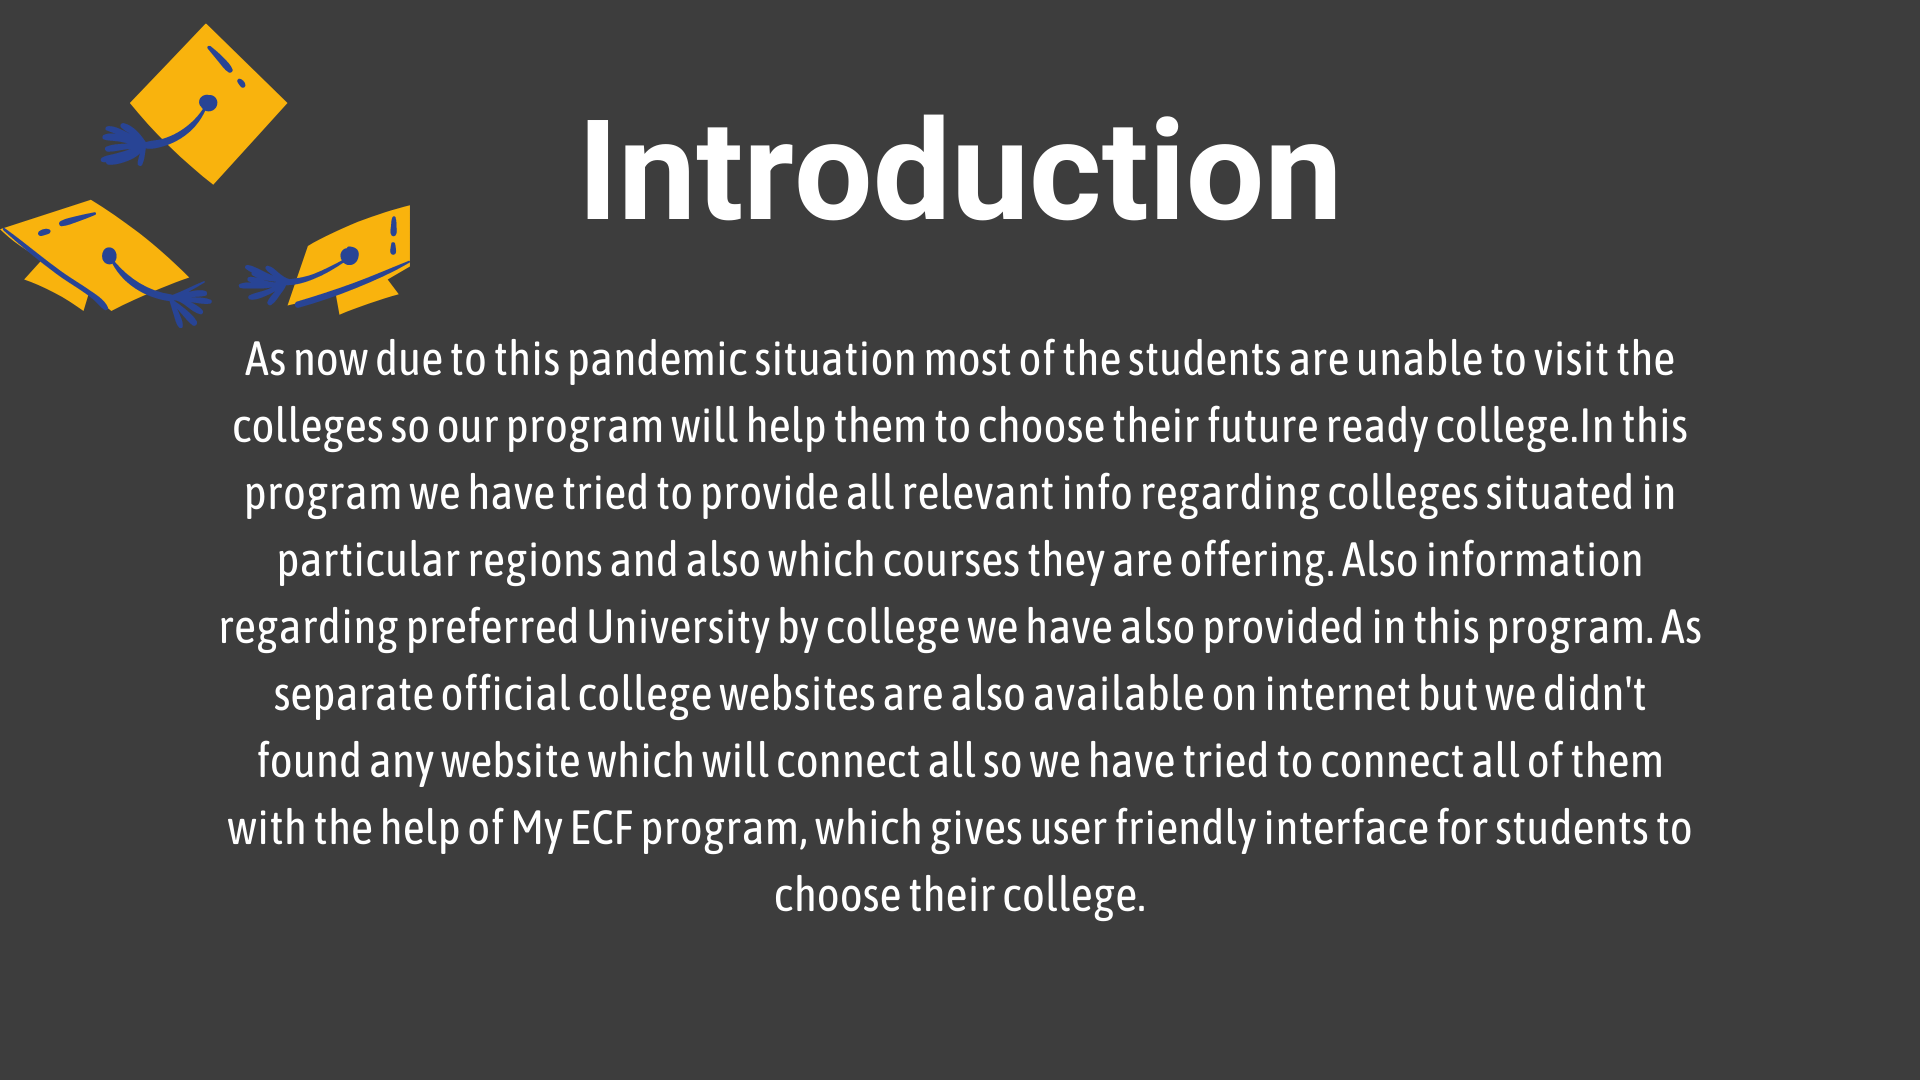 Introduction
As now due to this pandemic situation most of the students are unable to visit the
colleges so our program will help them to choose their future ready college.In this
program we have tried to provide all relevant info regarding colleges situated in
particular regions and also which courses they are offering. Also information
regarding preferred University by college we have also provided in this program. As
separate official college websites are also available on internet but we didn't
found any website which will connect all so we have tried to connect all of them
with the help of My ECF program, which gives user friendly interface for students to
choose their college.